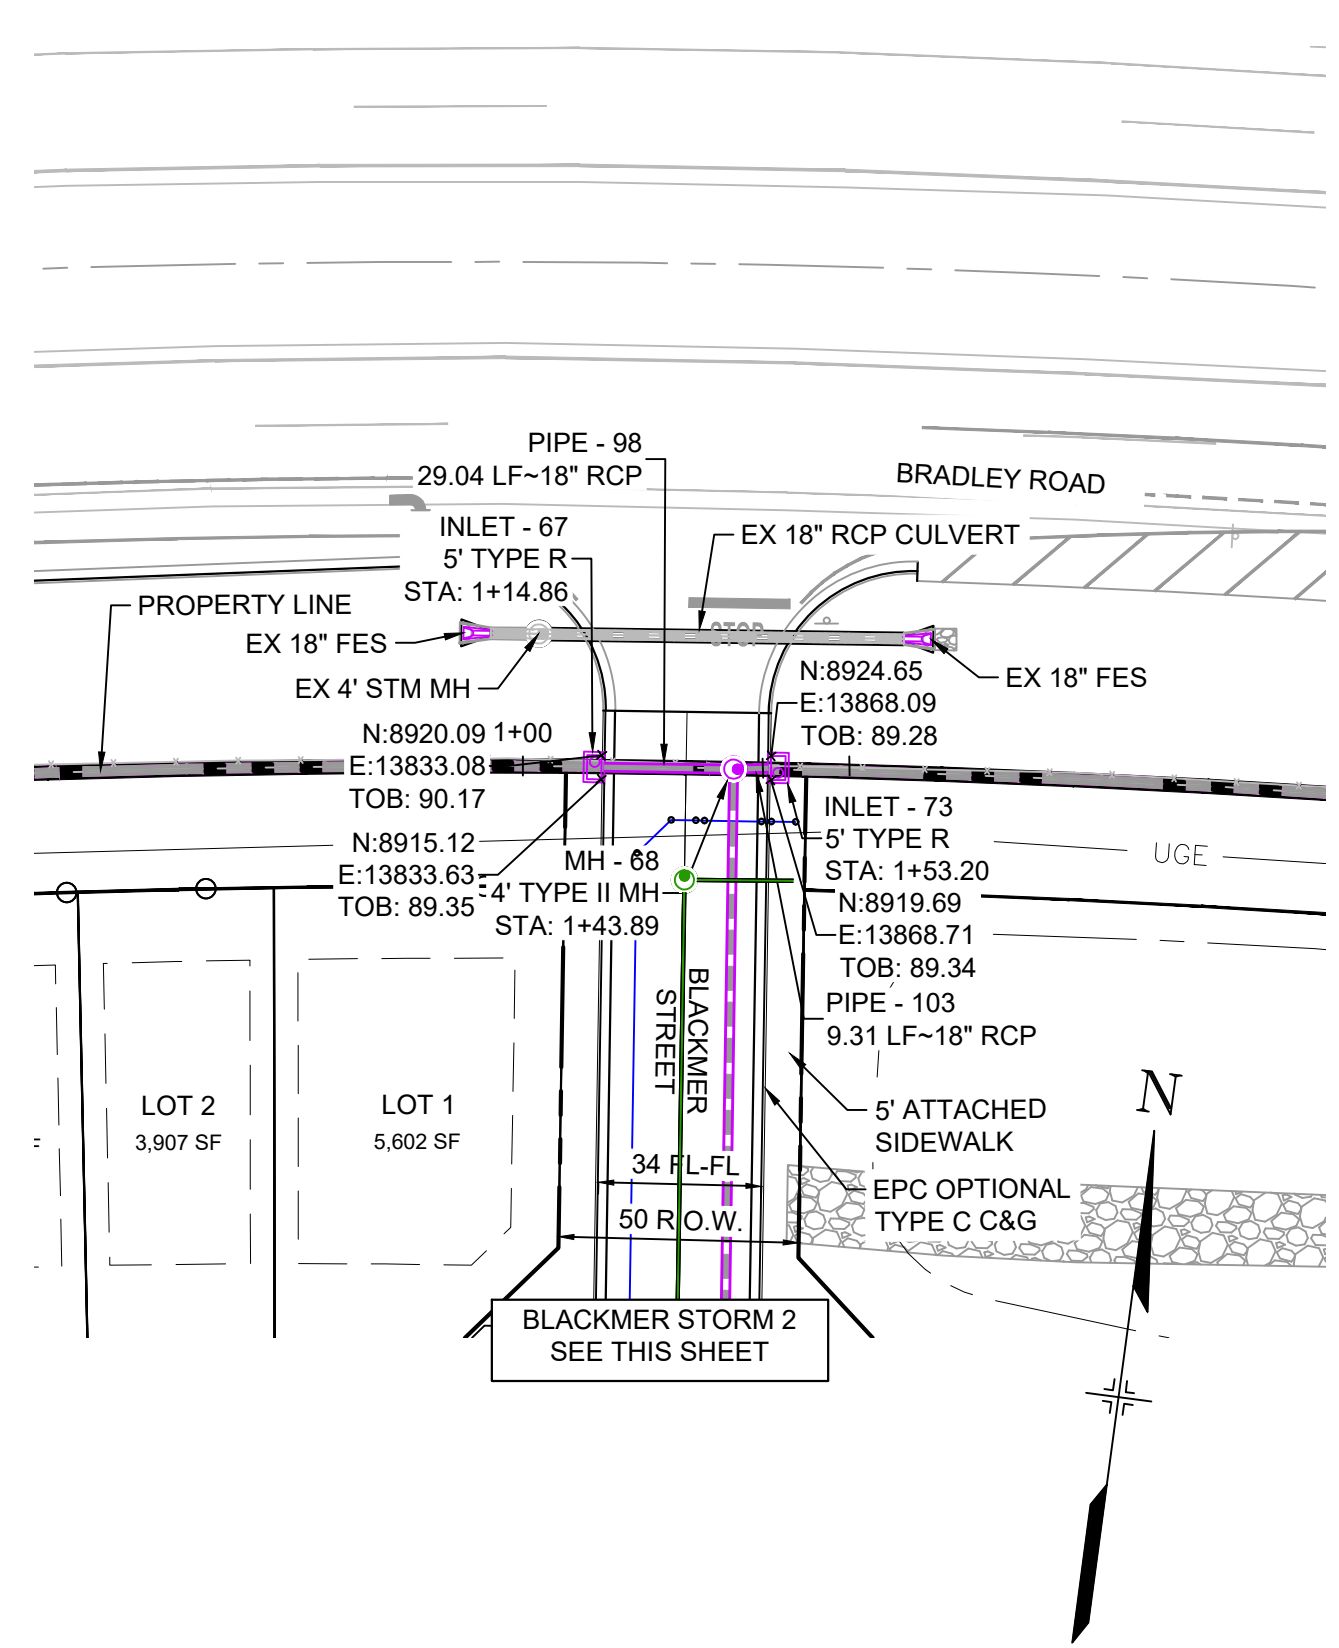 PIPE - 98
29.04 LF~18" RCP
BRADLEY ROAD
INLET - 67
5' TYPE R
STA: 1+14.86
EX 18" RCP CULVERT
PROPERTY LINE
EX 18" FES
STOP
EX 4' STM MH
N:8924.65
E:13868.09
TOB: 89.28
EX 18" FES
N:8920.09
E:13833.08
TOB: 90.17
1+00
INLET - 73
5' TYPE R
STA: 1+53.20
UGE
N:8915.12
E:13833.63
TOB: 89.35
MH - 68
4' TYPE II MH
STA: 1+43.89
N:8919.69
E:13868.71
TOB: 89.34
PIPE - 103
9.31 LF~18" RCP
BLACKMER
STREET
LOT 2
3,907 SF
LOT 1
5,602 SF
N
5' ATTACHED
SIDEWALK
34 FL-FL
EPC OPTIONAL
TYPE C C&G
50 R.O.W.
BLACKMER STORM 2
SEE THIS SHEET